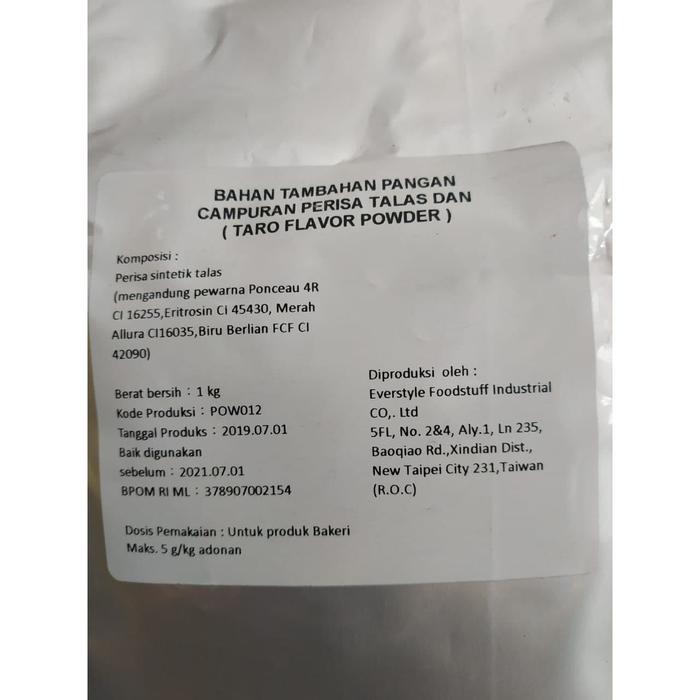 BAHAN TAMBAHAN PANGAN
CAMPURAN PERISA TALAS DAN
( TARO FLAVOR POWDER )
Komposisi :
Perisa sintetik talas
(mengandung pewarna Ponceau 4R
CI 16255,Eritrosin CI 45430, Merah
Allura CI16035,Biru Berlian FCF CI
42090)
Berat bersih : 1 kg
Kode Produksi : POW012
Tanggal Produks : 2019.07.01
Baik digunakan
sebelum : 2021.07.01
BPOM RI ML : 378907002154
Diproduksi oleh :
Everstyle Foodstuff Industrial
CO,. Ltd
5FL, No. 2&4, Aly.1, Ln 235,
Baoqiao Rd.,Xindian Dist.,
New Taipei City 231,Taiwan
(R.O.C)
Dosis Pemakaian : Untuk produk Bakeri
Maks. 5 g/kg adonan